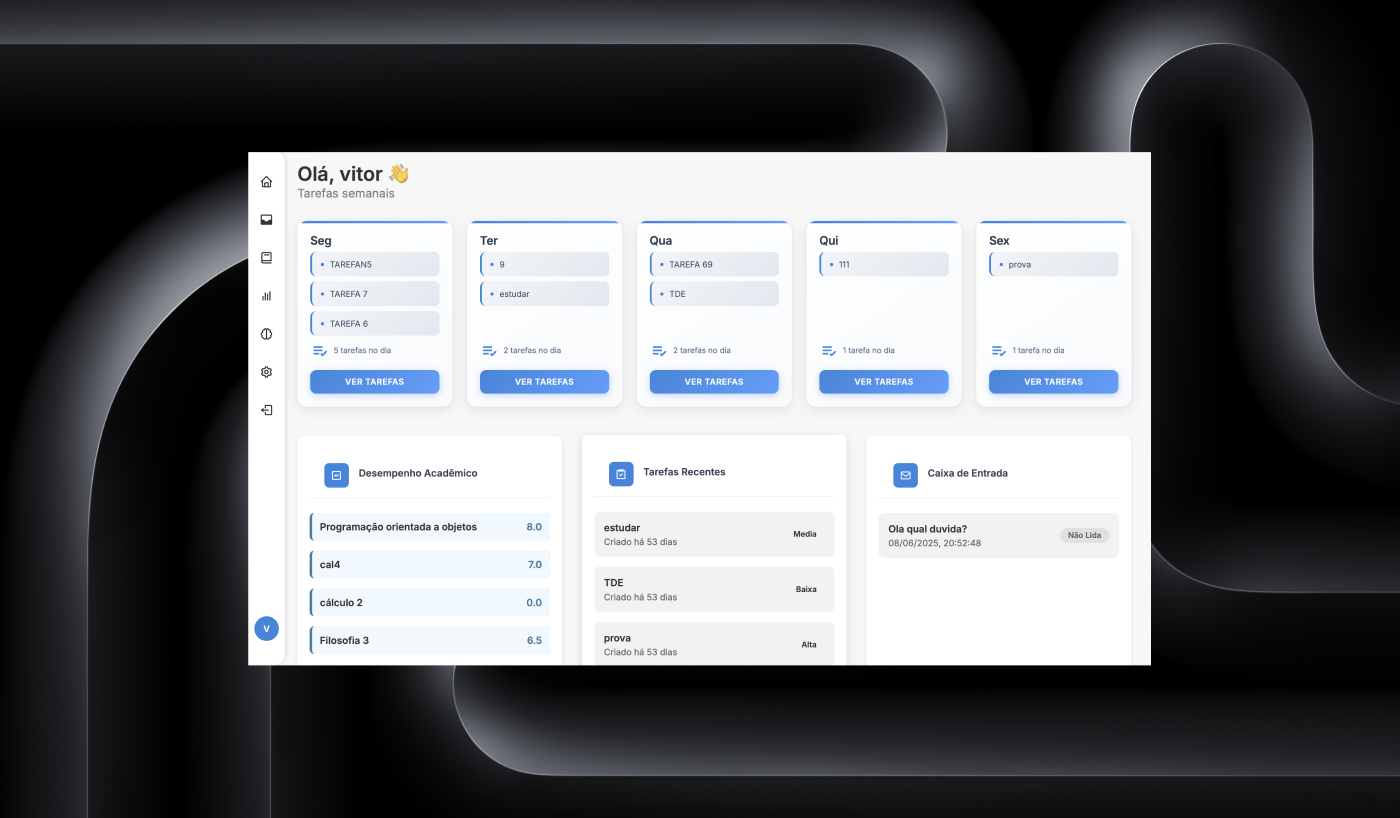 Olá, vitor 👋
Tarefas semanais
Seg
TAREFAN5
TAREFA 7
TAREFA 6
5 tarefas no dia
VER TAREFAS
Ter
9
estudar
2 tarefas no dia
VER TAREFAS
Qua
TAREFA 69
TDE
2 tarefas no dia
VER TAREFAS
Qui
111
1 tarefa no dia
VER TAREFAS
Sex
prova
1 tarefa no dia
VER TAREFAS
Desempenho Acadêmico
Programação orientada a objetos 8.0
cal4 7.0
cálculo 2 0.0
Filosofia 3 6.5
Tarefas Recentes
estudar
Criado há 53 dias
Media
TDE
Criado há 53 dias
Baixa
prova
Criado há 53 dias
Alta
Caixa de Entrada
Ola qual duvida?
08/06/2025, 20:52:48
Não Lida
V